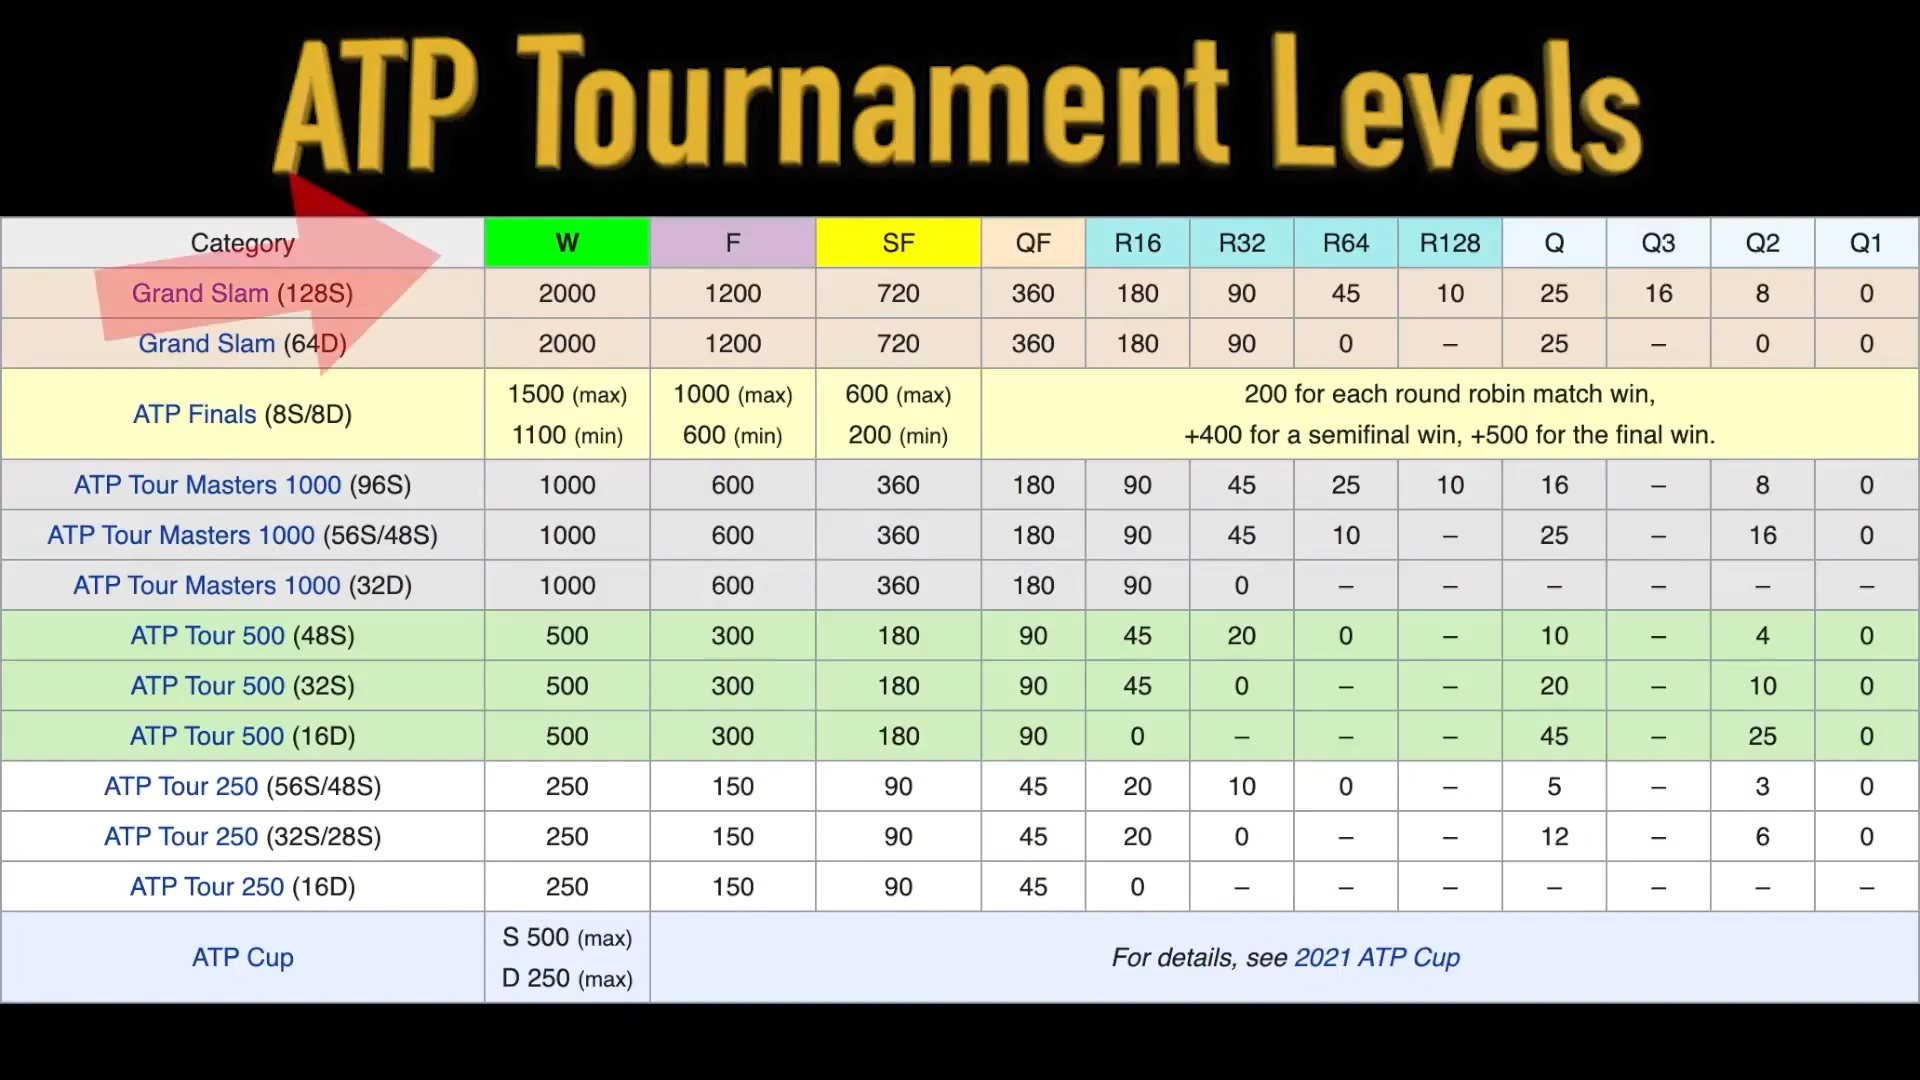 ATP Tournament Levels
Category W F SF QF R16 R32 R64 R128 Q Q3 Q2 Q1
Grand Slam (128S) 2000 1200 720 360 180 90 45 10 25 16 8 0
Grand Slam (64D) 2000 1200 720 360 180 90 0 – 25 – 0 0
ATP Finals (8S/8D) 1500 (max) 1100 (min) 1000 (max) 600 (min) 600 (max) 200 (min) 200 for each round robin match win, +400 for a semifinal win, +500 for the final win.
ATP Tour Masters 1000 (96S) 1000 600 360 180 90 45 25 10 16 – 8 0
ATP Tour Masters 1000 (56S/48S) 1000 600 360 180 90 45 10 – 25 – 16 0
ATP Tour Masters 1000 (32D) 1000 600 360 180 90 0 – – – – – –
ATP Tour 500 (48S) 500 300 180 90 45 20 0 – 10 – 4 0
ATP Tour 500 (32S) 500 300 180 90 45 0 – – 20 – 10 0
ATP Tour 500 (16D) 500 300 180 90 0 – – – 45 – 25 0
ATP Tour 250 (56S/48S) 250 150 90 45 20 10 0 – 5 – 3 0
ATP Tour 250 (32S/28S) 250 150 90 45 20 0 – – 12 – 6 0
ATP Tour 250 (16D) 250 150 90 45 0 – – – – – – –
ATP Cup S 500 (max) D 250 (max) For details, see 2021 ATP Cup